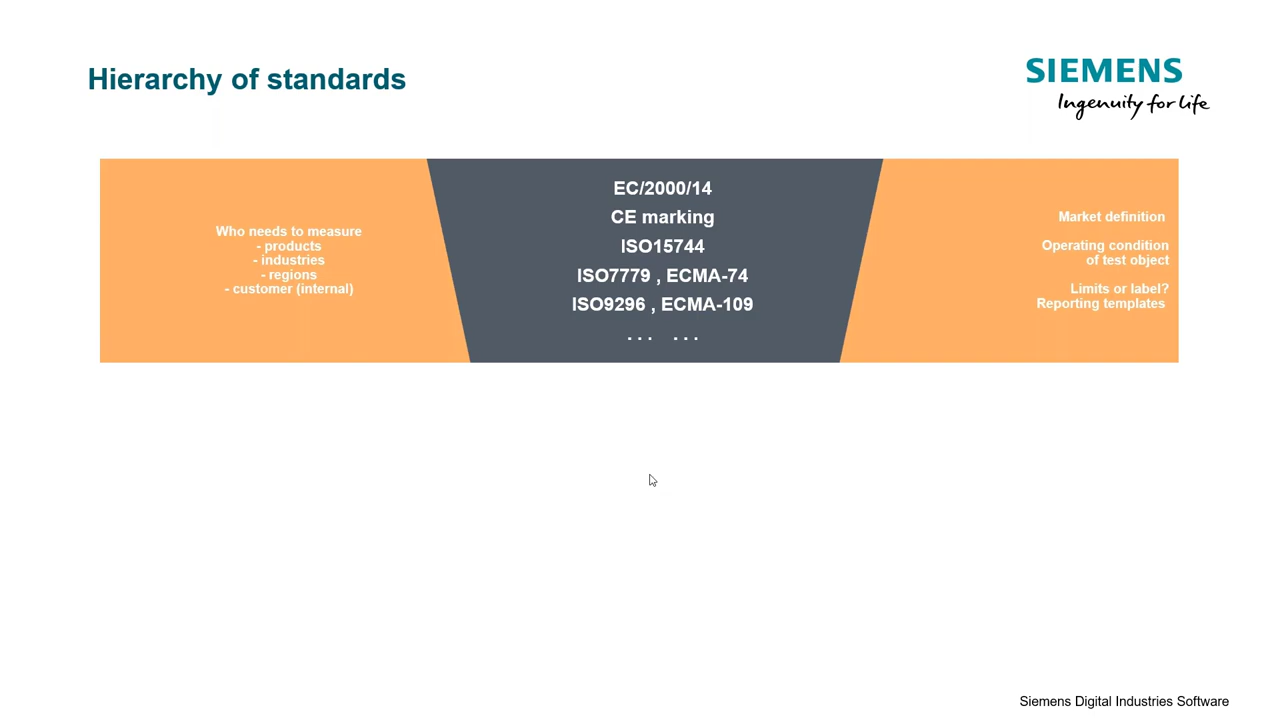 Hierarchy of standards
SIEMENS
Ingenuity for life
Who needs to measure
- products
- industries
- regions
- customer (internal)
EC/2000/14
CE marking
ISO15744
ISO7779 , ECMA-74
ISO9296 , ECMA-109
... ...
Market definition
Operating condition
of test object
Limits or label?
Reporting templates
Siemens Digital Industries Software